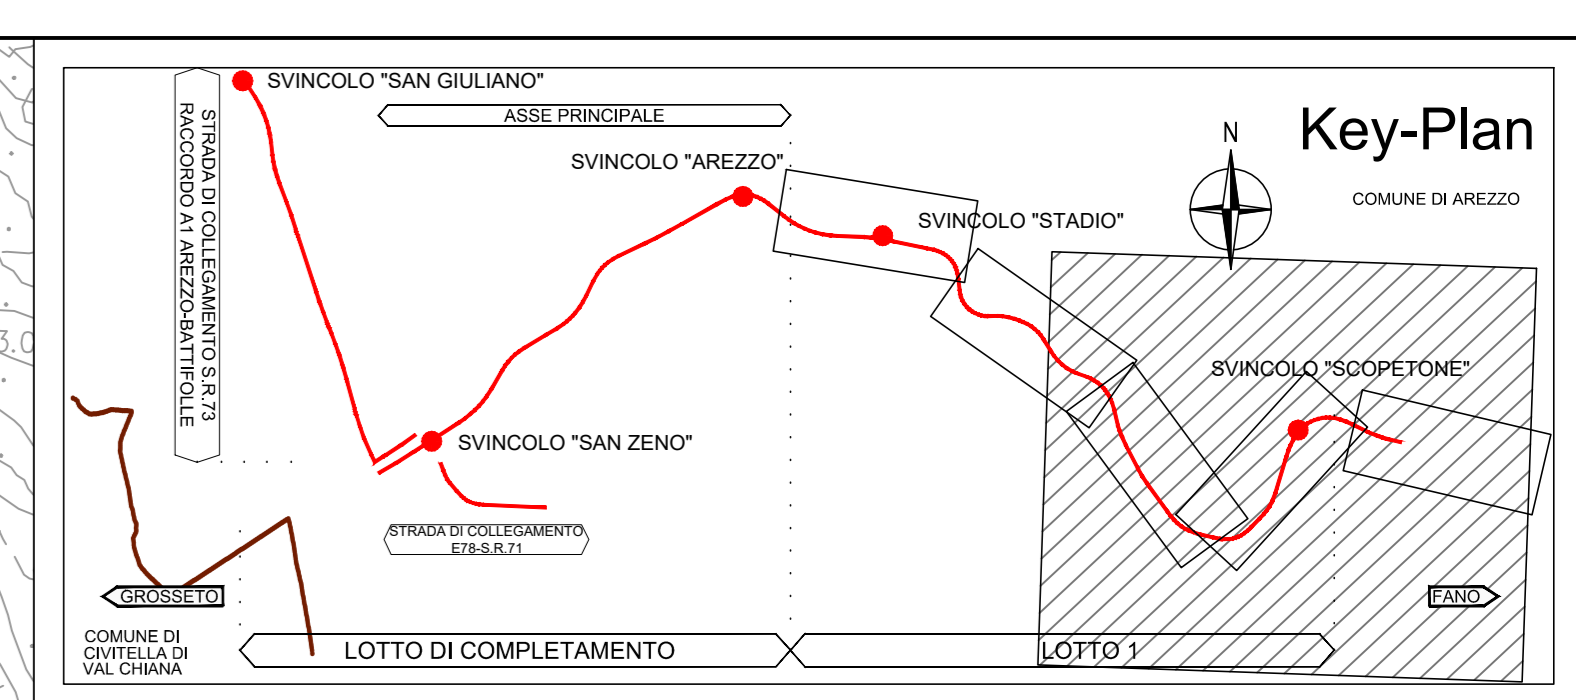 SVINCOLO "SAN GIULIANO"
STRADA DI COLLEGAMENTO S.R.73
RACCORDO A1 AREZZO-BATTIFOLLE
ASSE PRINCIPALE
Key-Plan
N
SVINCOLO "AREZZO"
COMUNE DI AREZZO
SVINCOLO "STADIO"
3.0
SVINCOLO "SCOPETONE"
SVINCOLO "SAN ZENO"
STRADA DI COLLEGAMENTO
E78-S.R.71
GROSSETO
FANO
COMUNE DI
CIVITELLA DI
VAL CHIANA
LOTTO DI COMPLETAMENTO
LOTTO 1